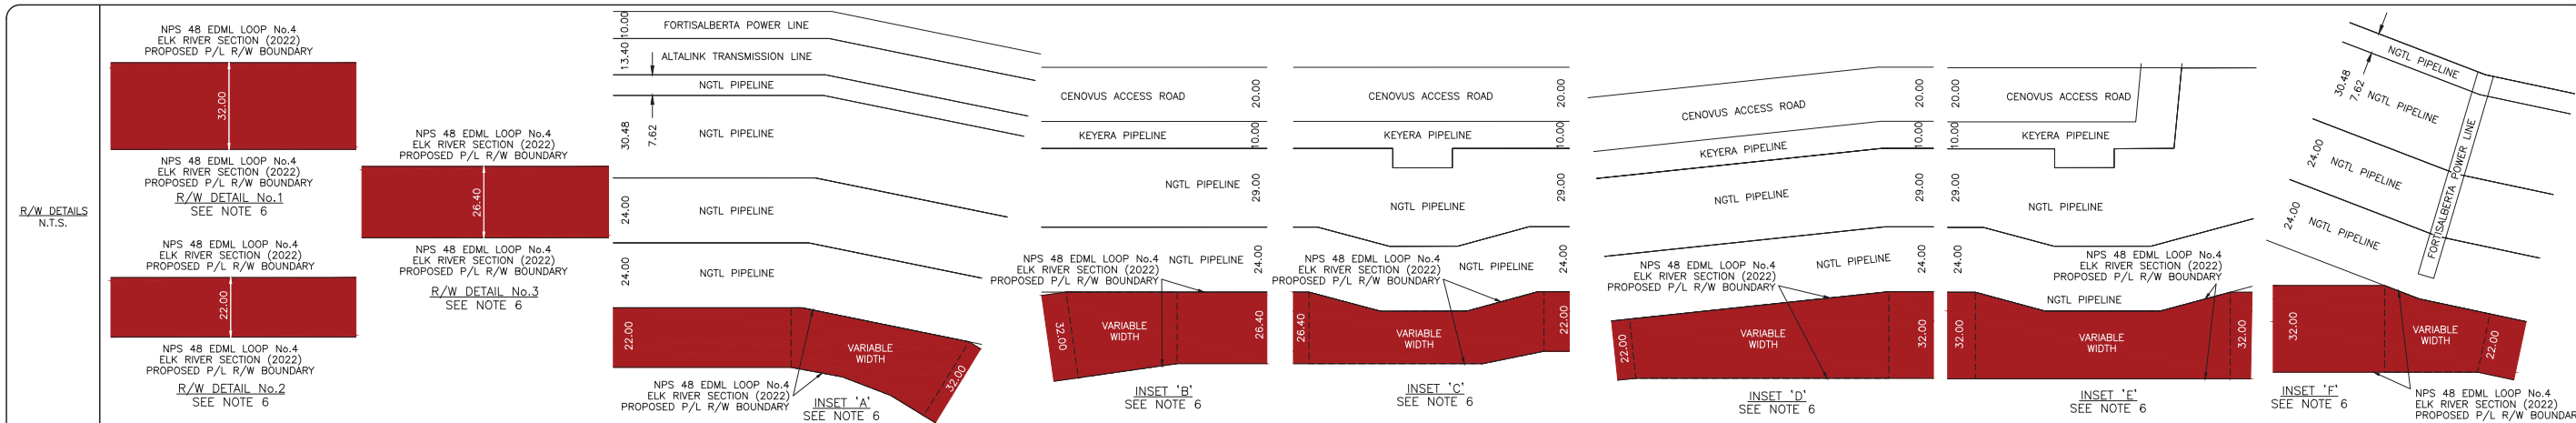 R/W DETAILS
N.T.S.
NPS 48 EDML LOOP No.4
ELK RIVER SECTION (2022)
PROPOSED P/L R/W BOUNDARY
32.00
NPS 48 EDML LOOP No.4
ELK RIVER SECTION (2022)
PROPOSED P/L R/W BOUNDARY
R/W DETAIL No.1
SEE NOTE 6
NPS 48 EDML LOOP No.4
ELK RIVER SECTION (2022)
PROPOSED P/L R/W BOUNDARY
22.00
NPS 48 EDML LOOP No.4
ELK RIVER SECTION (2022)
PROPOSED P/L R/W BOUNDARY
R/W DETAIL No.2
SEE NOTE 6
NPS 48 EDML LOOP No.4
ELK RIVER SECTION (2022)
PROPOSED P/L R/W BOUNDARY
26.40
NPS 48 EDML LOOP No.4
ELK RIVER SECTION (2022)
PROPOSED P/L R/W BOUNDARY
R/W DETAIL No.3
SEE NOTE 6
10.00
FORTISALBERTA POWER LINE
13.40
ALTALINK TRANSMISSION LINE
NGTL PIPELINE
30.48
7.62
NGTL PIPELINE
24.00
NGTL PIPELINE
24.00
NGTL PIPELINE
22.00
VARIABLE
WIDTH
32.00
NPS 48 EDML LOOP No.4
ELK RIVER SECTION (2022)
PROPOSED P/L R/W BOUNDARY
INSET 'A'
SEE NOTE 6
CENOVUS ACCESS ROAD
20.00
KEYERA PIPELINE
10.00
NGTL PIPELINE
29.00
NPS 48 EDML LOOP No.4
ELK RIVER SECTION (2022)
PROPOSED P/L R/W BOUNDARY
NGTL PIPELINE
24.00
32.00
VARIABLE
WIDTH
26.40
INSET 'B'
SEE NOTE 6
CENOVUS ACCESS ROAD
20.00
KEYERA PIPELINE
10.00
29.00
NGTL PIPELINE
NPS 48 EDML LOOP No.4
ELK RIVER SECTION (2022)
PROPOSED P/L R/W BOUNDARY
NGTL PIPELINE
24.00
26.40
VARIABLE
WIDTH
22.00
INSET 'C'
SEE NOTE 6
CENOVUS ACCESS ROAD
20.00
KEYERA PIPELINE
10.00
NGTL PIPELINE
29.00
NPS 48 EDML LOOP No.4
ELK RIVER SECTION (2022)
PROPOSED P/L R/W BOUNDARY
NGTL PIPELINE
24.00
22.00
VARIABLE
WIDTH
32.00
INSET 'D'
SEE NOTE 6
20.00
CENOVUS ACCESS ROAD
10.00
KEYERA PIPELINE
29.00
NGTL PIPELINE
24.00
NPS 48 EDML LOOP No.4
ELK RIVER SECTION (2022)
PROPOSED P/L R/W BOUNDARY
NGTL PIPELINE
32.00
VARIABLE
WIDTH
32.00
INSET 'E'
SEE NOTE 6
NGTL PIPELINE
30.48
7.62
NGTL PIPELINE
24.00
NGTL PIPELINE
24.00
NGTL PIPELINE
FORTISALBERTA POWER LINE
32.00
VARIABLE
WIDTH
22.00
INSET 'F'
SEE NOTE 6
NPS 48 EDML LOOP No.4
ELK RIVER SECTION (2022)
PROPOSED P/L R/W BOUNDAR